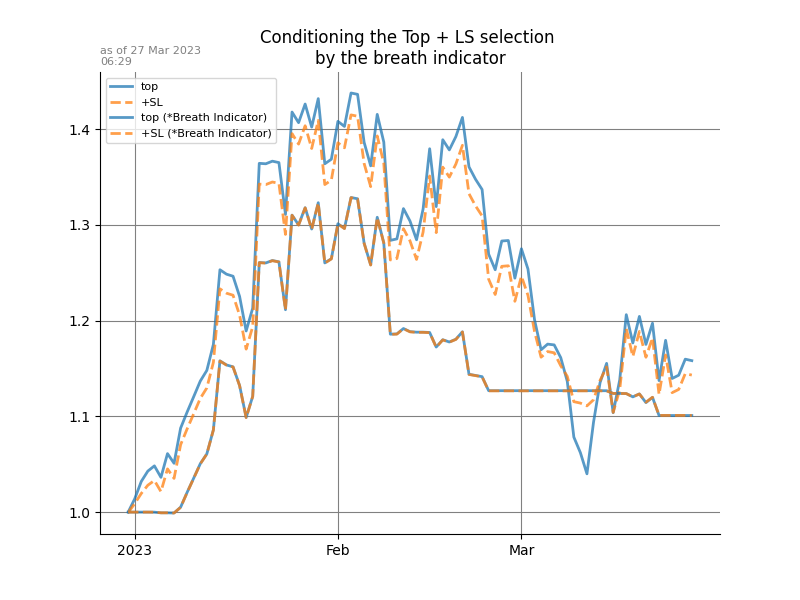 Conditioning the Top + LS selection
by the breath indicator
as of 27 Mar 2023
06:29
top
+SL
top (*Breath Indicator)
+SL (*Breath Indicator)
1.4
1.3
1.2
1.1
1.0
2023
Feb
Mar